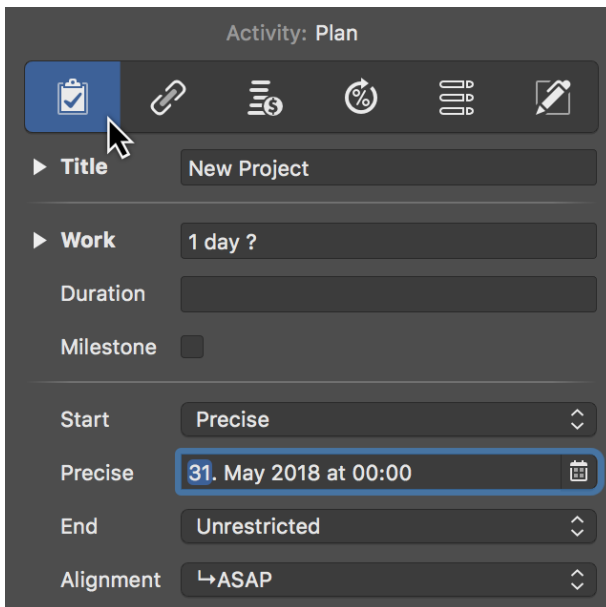 Activity: Plan
Title New Project
Work 1 day ?
Duration
Milestone
Start Precise
Precise 31. May 2018 at 00:00
End Unrestricted
Alignment ↳ASAP